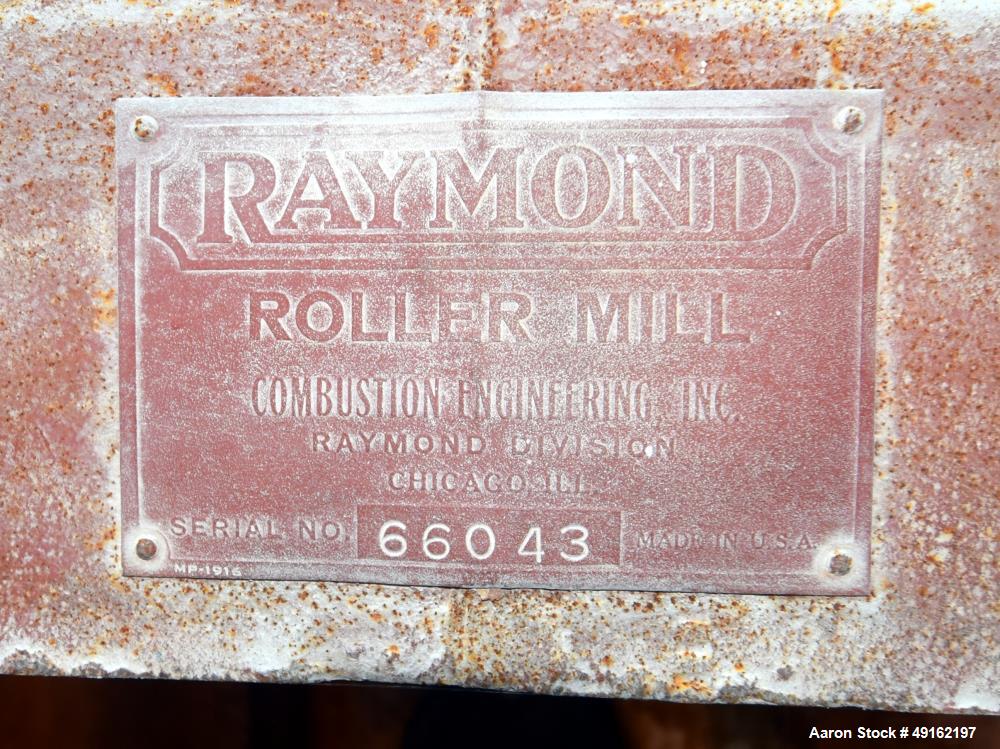 RAYMOND
ROLLER MILL
COMBUSTION ENGINEERING, INC.
RAYMOND DIVISION
CHICAGO, ILL.
SERIAL NO. 66043 MADE IN U.S.A.
MP-1916
Aaron Stock # 49162197